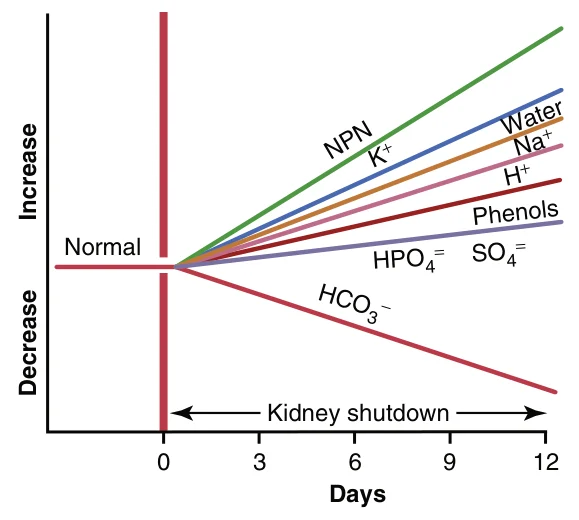 Increase
Decrease
Normal
NPN
K⁺
Water
Na⁺
H⁺
Phenols
HPO₄⁼ SO₄⁼
HCO₃⁻
Kidney shutdown
0 3 6 9 12
Days